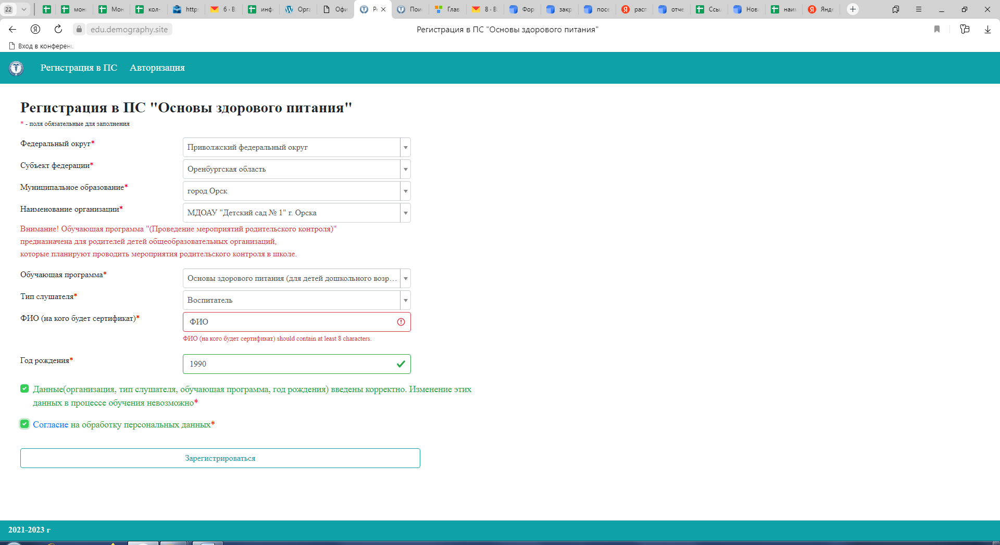 22 мон Мон кол- http: 6 · В инф Орга Офи Ре Пои Глав 8 · В Фор закр посе расп отче Ссы Нов наим Янде
edu.demography.site Регистрация в ПС "Основы здорового питания"
Вход в конференц
Регистрация в ПС Авторизация
Регистрация в ПС "Основы здорового питания"
* - поля обязательные для заполнения
Федеральный округ* Приволжский федеральный округ
Субъект федерации* Оренбургская область
Муниципальное образование* город Орск
Наименование организации* МДОАУ "Детский сад № 1" г. Орска
Внимание! Обучающая программа "(Проведение мероприятий родительского контроля)"
предназначена для родителей детей общеобразовательных организаций,
которые планируют проводить мероприятия родительского контроля в школе.
Обучающая программа* Основы здорового питания (для детей дошкольного возр…
Тип слушателя* Воспитатель
ФИО (на кого будет сертификат)* ФИО
ФИО (на кого будет сертификат) should contain at least 8 characters.
Год рождения* 1990
Данные(организация, тип слушателя, обучающая программа, год рождения) введены корректно. Изменение этих
данных в процессе обучения невозможно*
Согласие на обработку персональных данных*
Зарегистрироваться
2021-2023 г